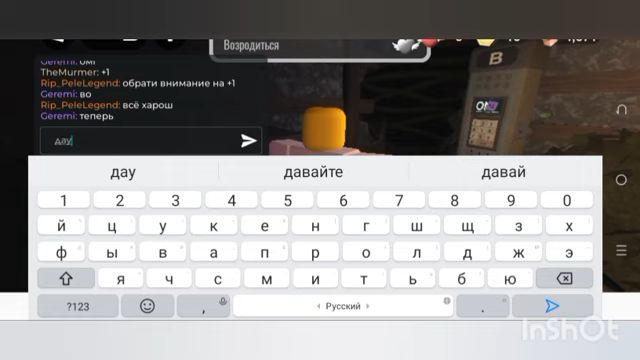 Возродиться
Geremi: омг
TheMurmer: +1
Rip_PeleLegend: обрати внимание на +1
Geremi: во
Rip_PeleLegend: всё харош
Geremi: теперь
дау
B
дау давайте давай
1 2 3 4 5 6 7 8 9 0
й ц у к е н г ш щ з х
ф ы в а п р о л д ж э
я ч с м и т ь б ю
?123 , Русский .
InShOt